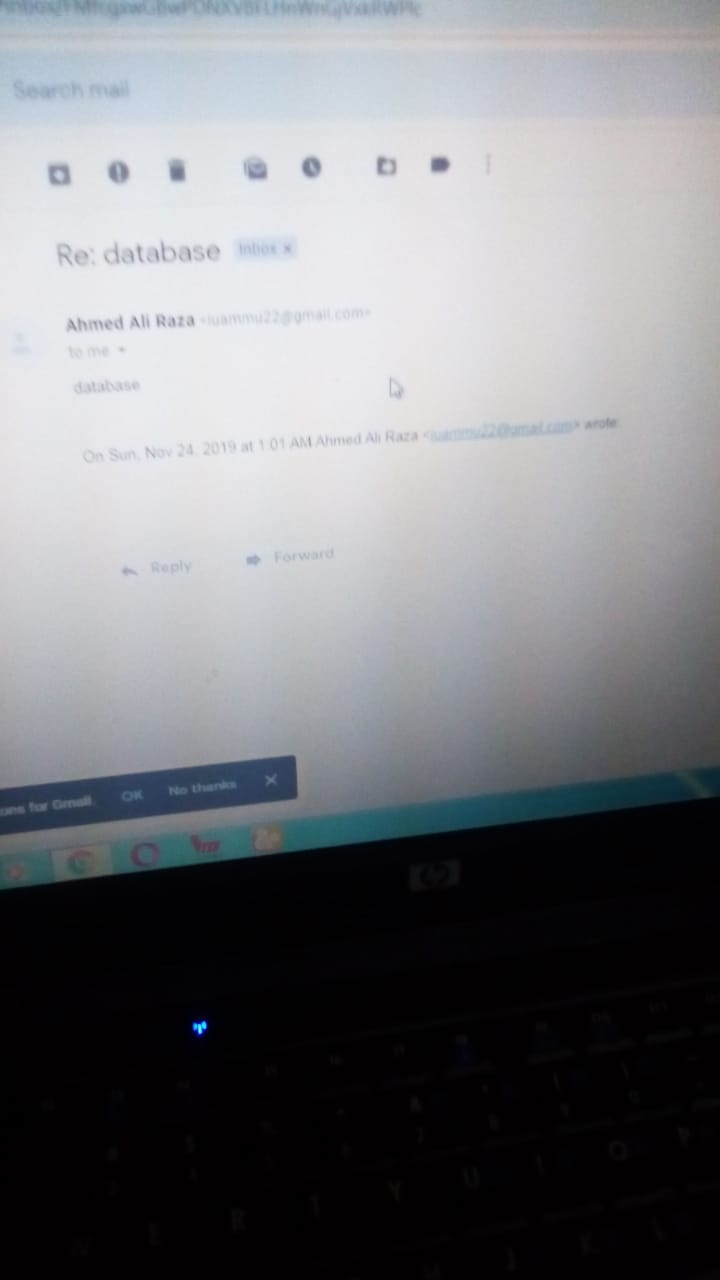 Search mail
Re: database Inbox x
Ahmed Ali Raza <iuammu22@gmail.com>
to me
database
On Sun, Nov 24, 2019 at 1:01 AM Ahmed Ali Raza <iuammu22@gmail.com> wrote:
Reply Forward
ons for Gmail. OK No thanks
hp
E R T Y U I O P